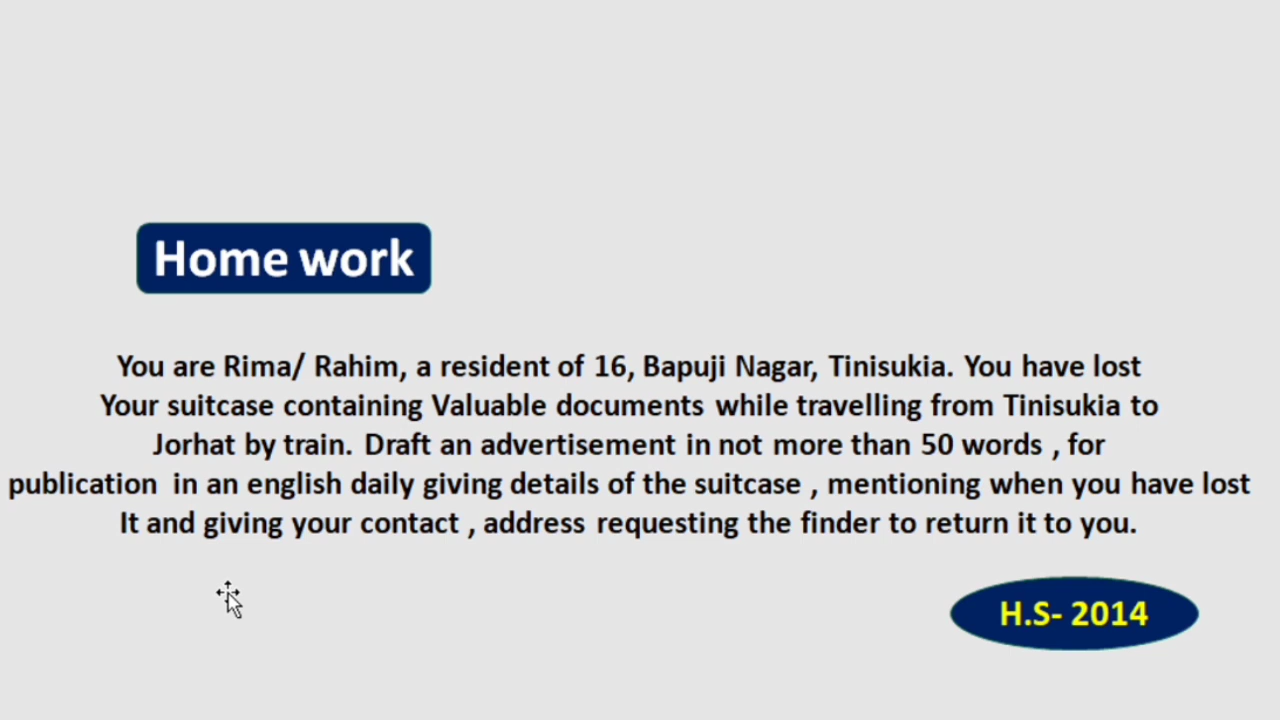 Home work
You are Rima/ Rahim, a resident of 16, Bapuji Nagar, Tinisukia. You have lost
Your suitcase containing Valuable documents while travelling from Tinisukia to
Jorhat by train. Draft an advertisement in not more than 50 words , for
publication in an english daily giving details of the suitcase , mentioning when you have lost
It and giving your contact , address requesting the finder to return it to you.
H.S- 2014